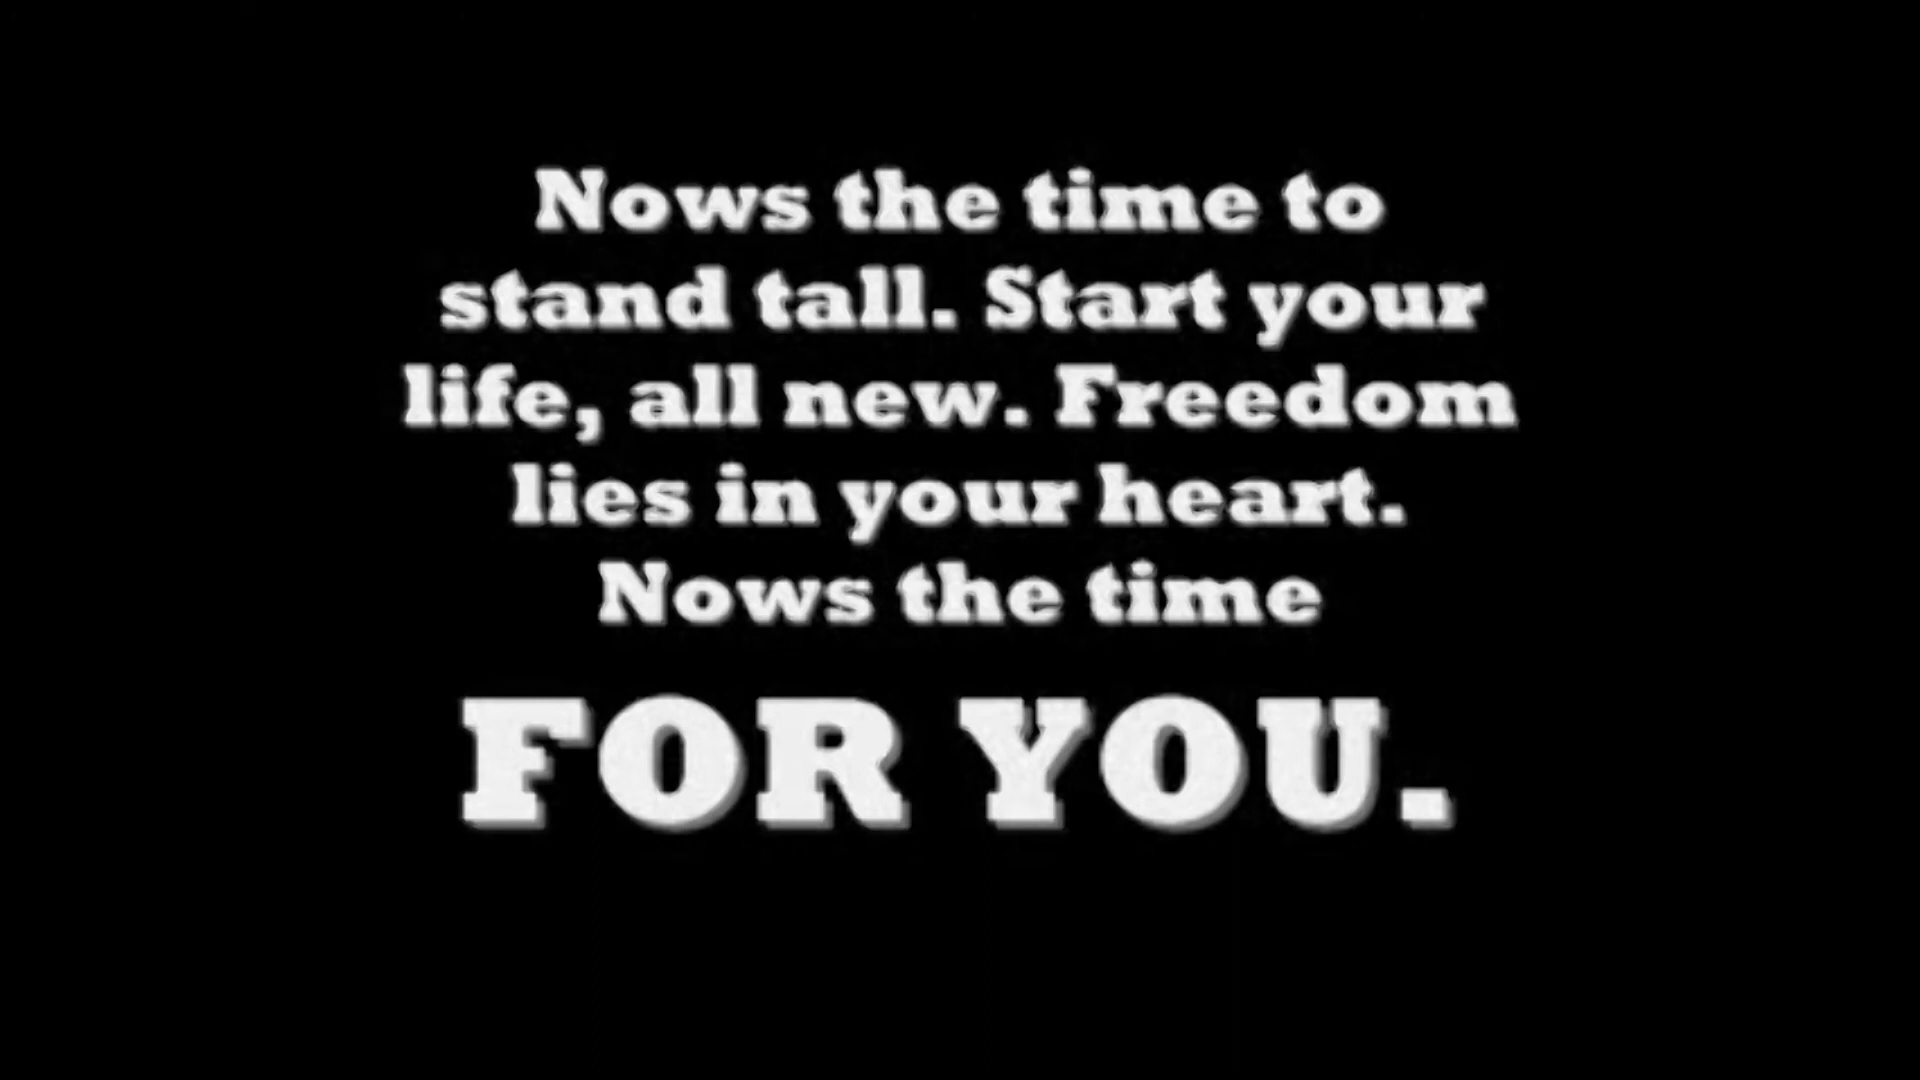 Nows the time to
stand tall. Start your
life, all new. Freedom
lies in your heart.
Nows the time
FOR YOU.